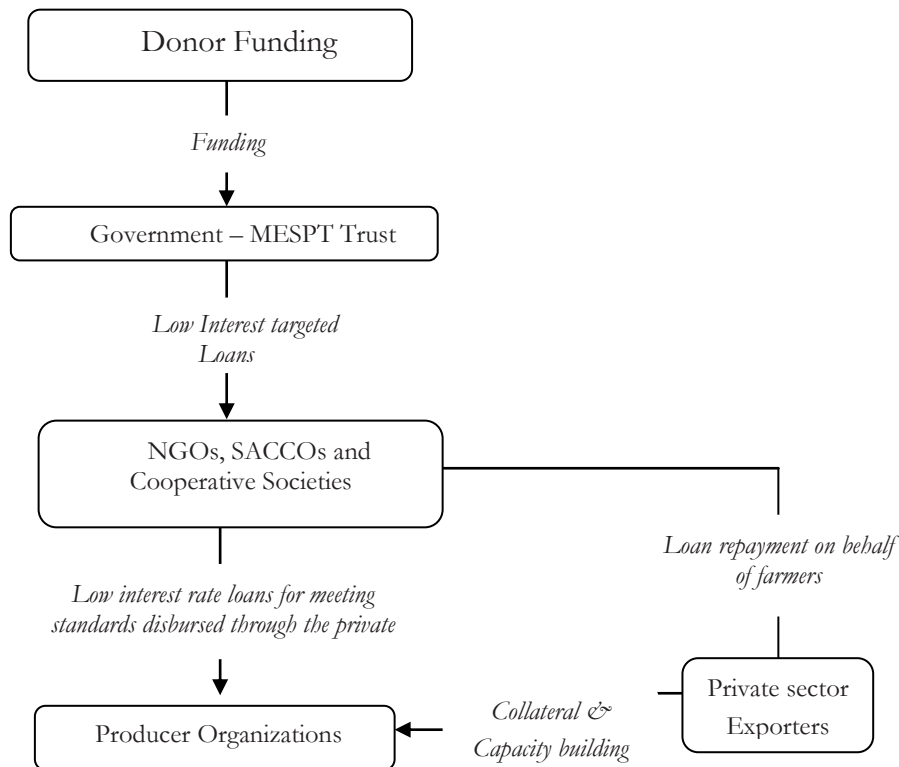 Donor Funding
Funding
Government – MESPT Trust
Low Interest targeted
Loans
NGOs, SACCOs and
Cooperative Societies
Loan repayment on behalf
of farmers
Low interest rate loans for meeting
standards disbursed through the private
Private sector
Exporters
Producer Organizations
Collateral &
Capacity building